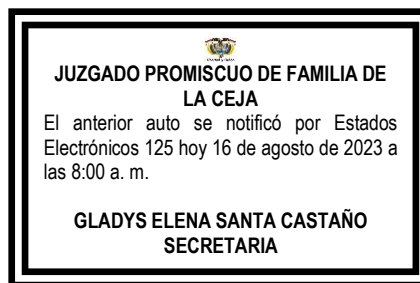 JUZGADO PROMISCUO DE FAMILIA DE
LA CEJA
El anterior auto se notificó por Estados
Electrónicos 125 hoy 16 de agosto de 2023 a
las 8:00 a. m.
GLADYS ELENA SANTA CASTAÑO
SECRETARIA